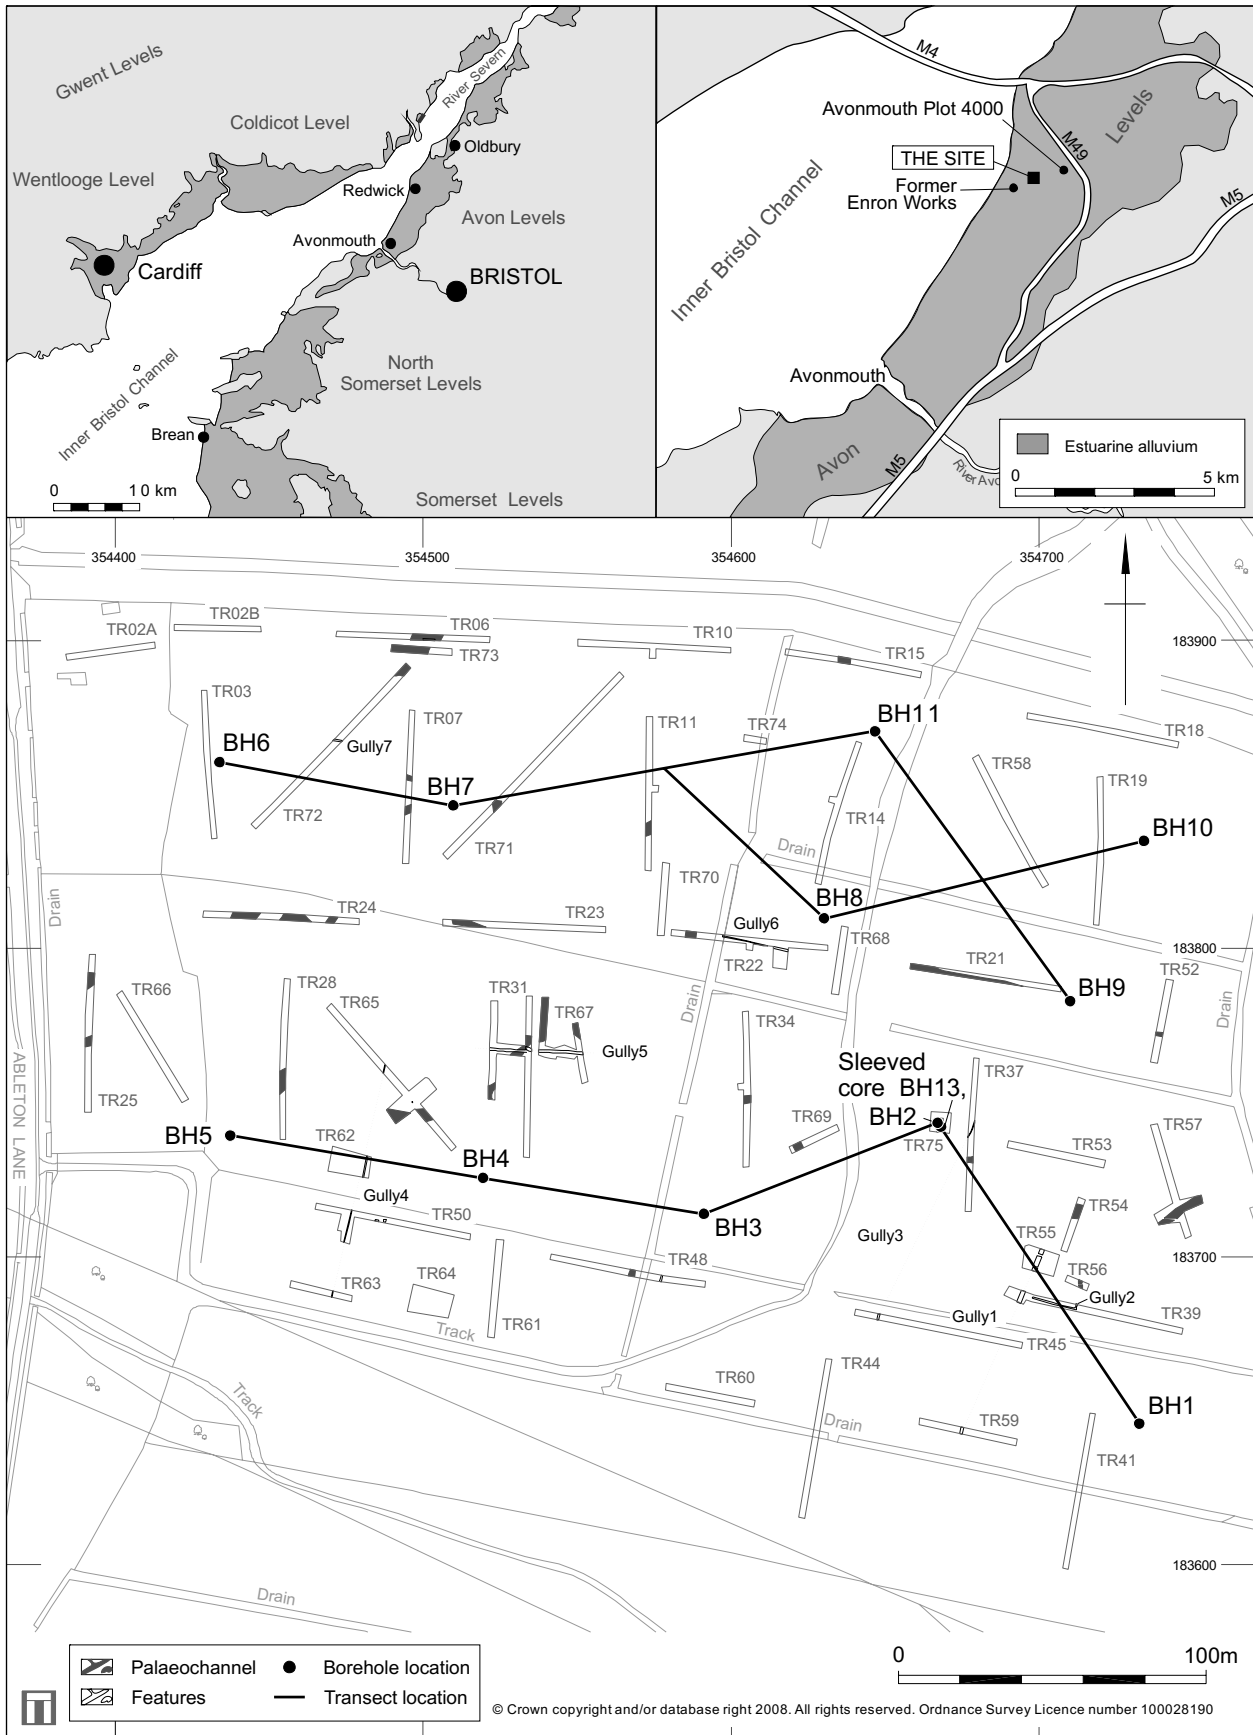 Gwent Levels
Coldicot Level
Wentlooge Level
River Severn
Oldbury
Redwick
Avon Levels
Avonmouth
Cardiff
BRISTOL
North
Somerset Levels
Inner Bristol Channel
Brean
0 10 km
Somerset Levels
M4
Avonmouth Plot 4000
Levels
M49
THE SITE
Former
Enron Works
M5
Inner Bristol Channel
Avonmouth
Avon
M5
River Avo
Estuarine alluvium
0 5 km
354400
354500
354600
354700
TR02A
TR02B
TR06
TR73
TR10
TR15
183900
TR03
TR07
Gully7
TR11
TR74
BH11
TR18
BH6
TR58
TR19
BH7
TR72
TR71
TR14
Drain
BH10
TR70
BH8
Drain
TR24
TR23
Gully6
TR68
183800
TR22
TR21
TR52
BH9
TR66
TR28
TR65
TR31
TR67
Drain
TR34
Drain
Gully5
Sleeved
core BH13,
TR37
ABLETON LANE
TR25
BH2
BH5
TR62
TR69
TR75
TR57
TR53
BH4
Gully4
TR50
BH3
Gully3
TR54
TR55
TR48
183700
TR63
TR64
TR56
Gully2
Gully1
TR39
TR61
Track
TR45
TR44
TR60
Track
Drain
TR59
BH1
TR41
183600
Drain
Palaeochannel
Borehole location
Features
Transect location
0 100m
© Crown copyright and/or database right 2008. All rights reserved. Ordnance Survey Licence number 100028190